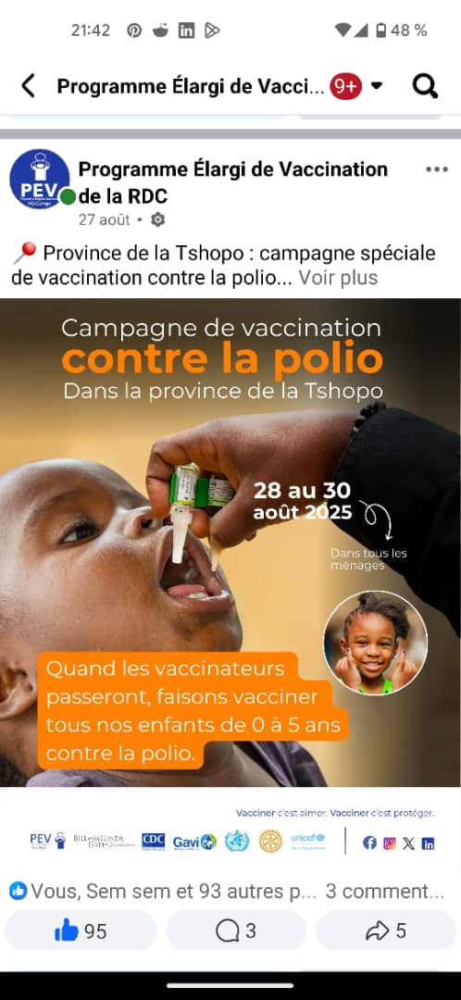 21:42
48 %
Programme Élargi de Vacci... 9+
PEV
Programme Élargi de Vaccination
de la RDC
27 août
Province de la Tshopo : campagne spéciale
de vaccination contre la polio... Voir plus
Campagne de vaccination
contre la polio
Dans la province de la Tshopo
28 au 30
août 2025
Dans tous les
ménages
Quand les vaccinateurs
passeront, faisons vacciner
tous nos enfants de 0 à 5 ans
contre la polio.
Vacciner c'est aimer. Vacciner c'est protéger.
PEV BILL & MELINDA GATES foundation CDC Gavi unicef
Vous, Sem sem et 93 autres p... 3 comment...
95 3 5